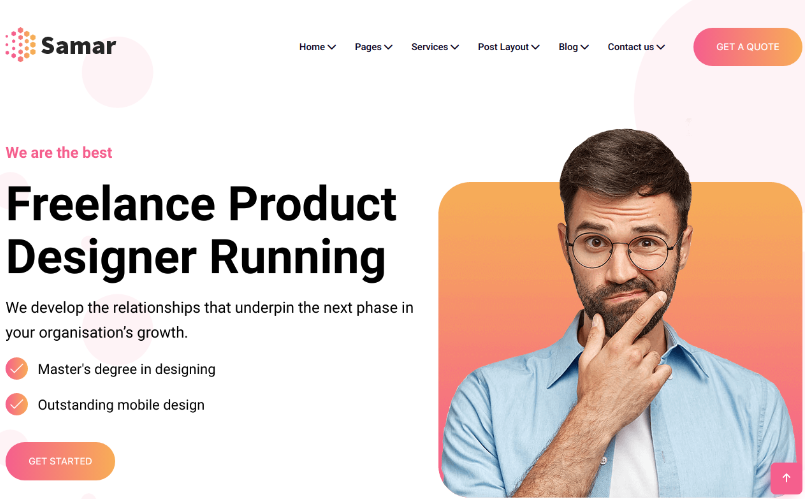 Samar
Home Pages Services Post Layout Blog Contact us GET A QUOTE
We are the best
Freelance Product
Designer Running
We develop the relationships that underpin the next phase in
your organisation’s growth.
Master's degree in designing
Outstanding mobile design
GET STARTED